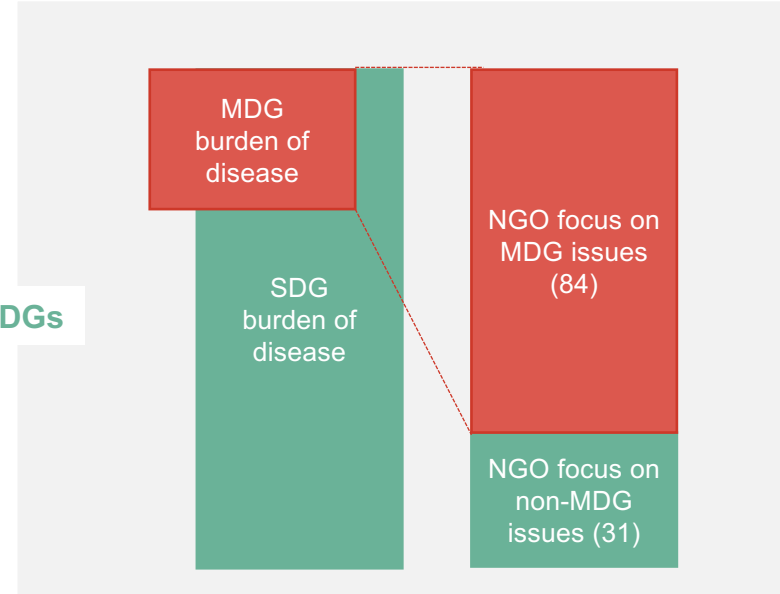 MDG
burden of
disease
SDG
burden of
disease
DGs
NGO focus on
MDG issues
(84)
NGO focus on
non-MDG
issues (31)